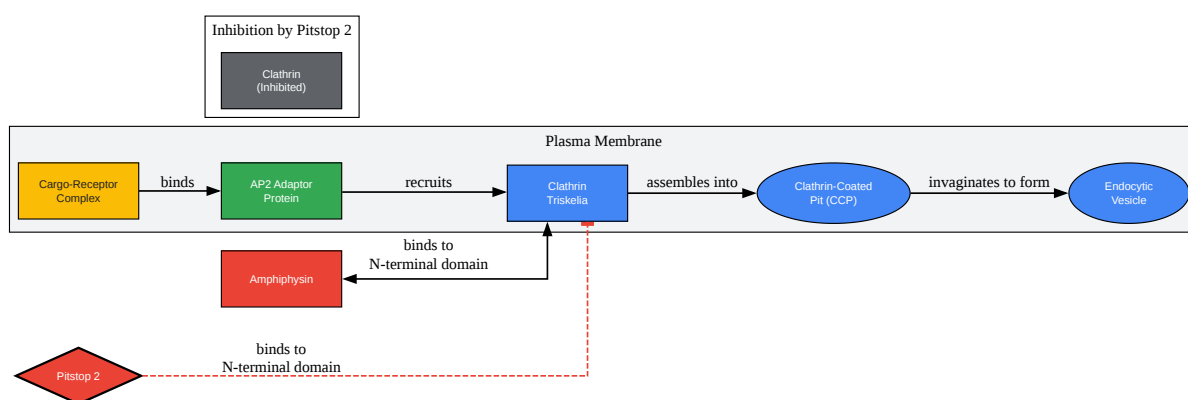 Inhibition by Pitstop 2
Clathrin
(Inhibited)
Plasma Membrane
Cargo-Receptor
Complex
binds
AP2 Adaptor
Protein
recruits
Clathrin
Triskelia
assembles into
Clathrin-Coated
Pit (CCP)
invaginates to form
Endocytic
Vesicle
Amphiphysin
binds to
N-terminal domain
Pitstop 2
binds to
N-terminal domain